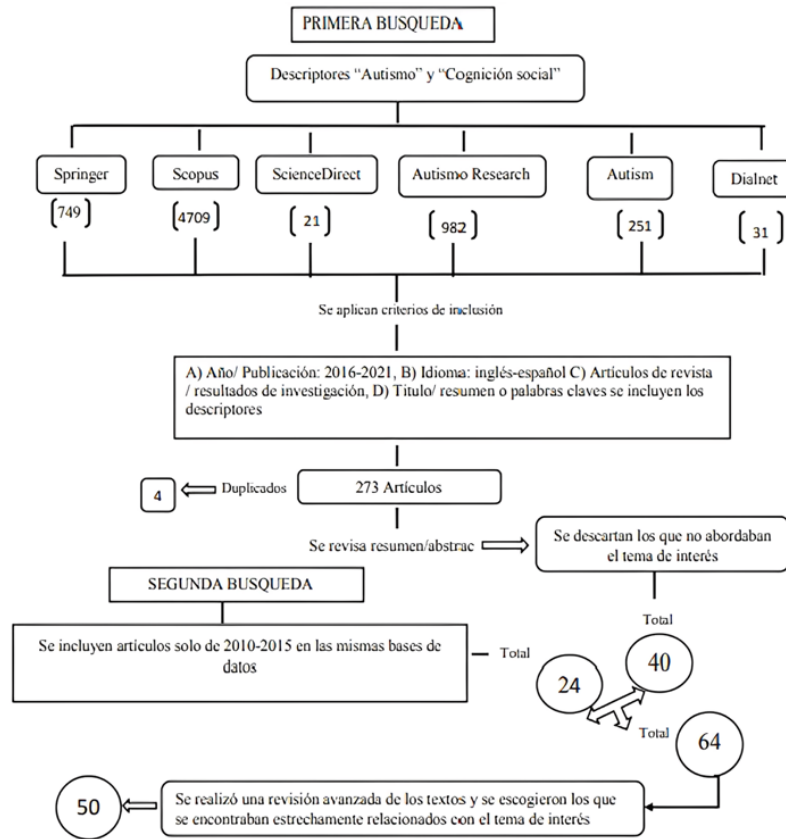 PRIMERA BUSQUEDA
Descriptores “Autismo” y “Cognición social”
Springer
Scopus
ScienceDirect
Autismo Research
Autism
Dialnet
749
4709
21
982
251
31
Se aplican criterios de inclusión
A) Año/ Publicación: 2016-2021, B) Idioma: inglés-español C) Artículos de revista
/ resultados de investigación, D) Titulo/ resumen o palabras claves se incluyen los
descriptores
4
Duplicados
273 Artículos
Se revisa resumen/abstrac
Se descartan los que no abordaban
el tema de interés
SEGUNDA BUSQUEDA
Se incluyen artículos solo de 2010-2015 en las mismas bases de
datos
Total
24
Total
40
Total
64
Se realizó una revisión avanzada de los textos y se escogieron los que
se encontraban estrechamente relacionados con el tema de interés
50